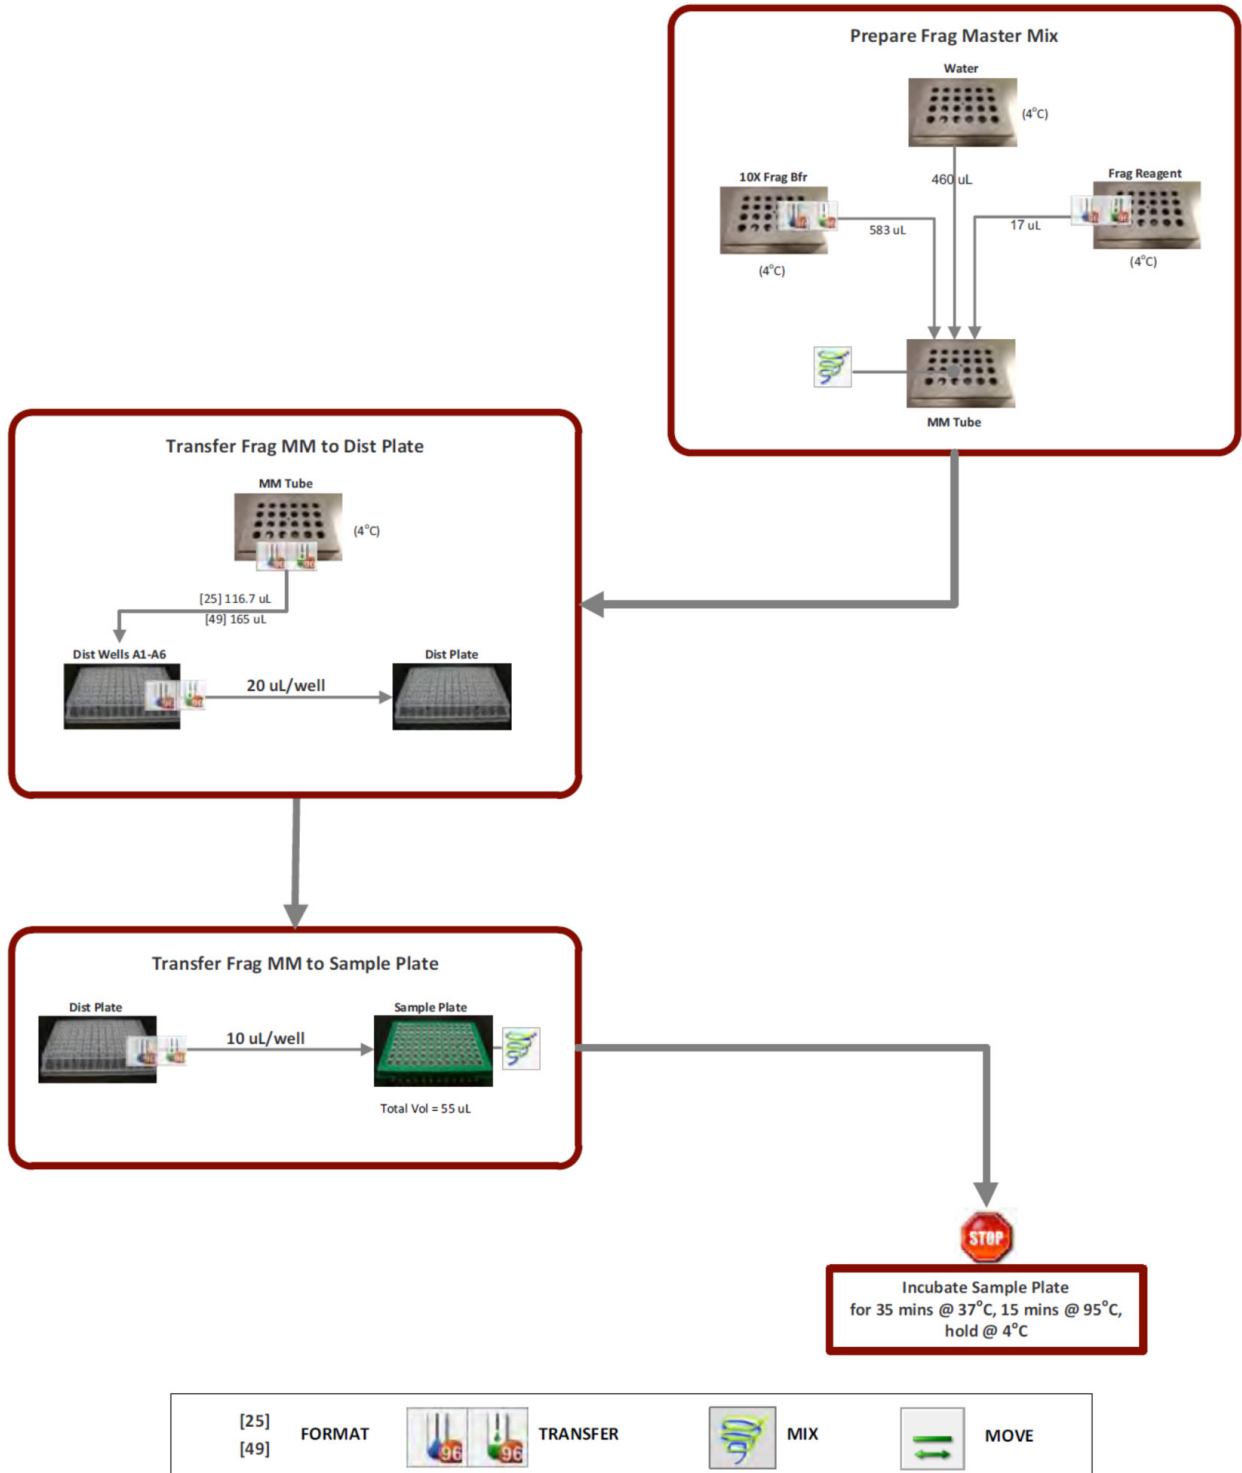 Prepare Frag Master Mix
Water
(4°C)
460 uL
10X Frag Bfr
583 uL
(4°C)
Frag Reagent
17 uL
(4°C)
MM Tube
Transfer Frag MM to Dist Plate
MM Tube
(4°C)
[25] 116.7 uL
[49] 165 uL
Dist Wells A1-A6
20 uL/well
Dist Plate
Transfer Frag MM to Sample Plate
Dist Plate
10 uL/well
Sample Plate
Total Vol = 55 uL
STOP
Incubate Sample Plate
for 35 mins @ 37°C, 15 mins @ 95°C,
hold @ 4°C
[25]
[49]
FORMAT
96
96
TRANSFER
MIX
MOVE